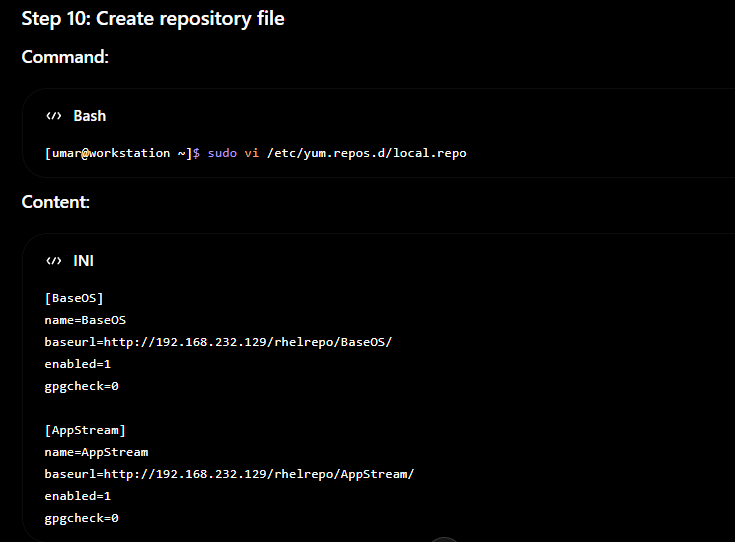 Step 10: Create repository file
Command:
</> Bash
[umar@workstation ~]$ sudo vi /etc/yum.repos.d/local.repo
Content:
</> INI
[BaseOS]
name=BaseOS
baseurl=http://192.168.232.129/rhelrepo/BaseOS/
enabled=1
gpgcheck=0
[AppStream]
name=AppStream
baseurl=http://192.168.232.129/rhelrepo/AppStream/
enabled=1
gpgcheck=0